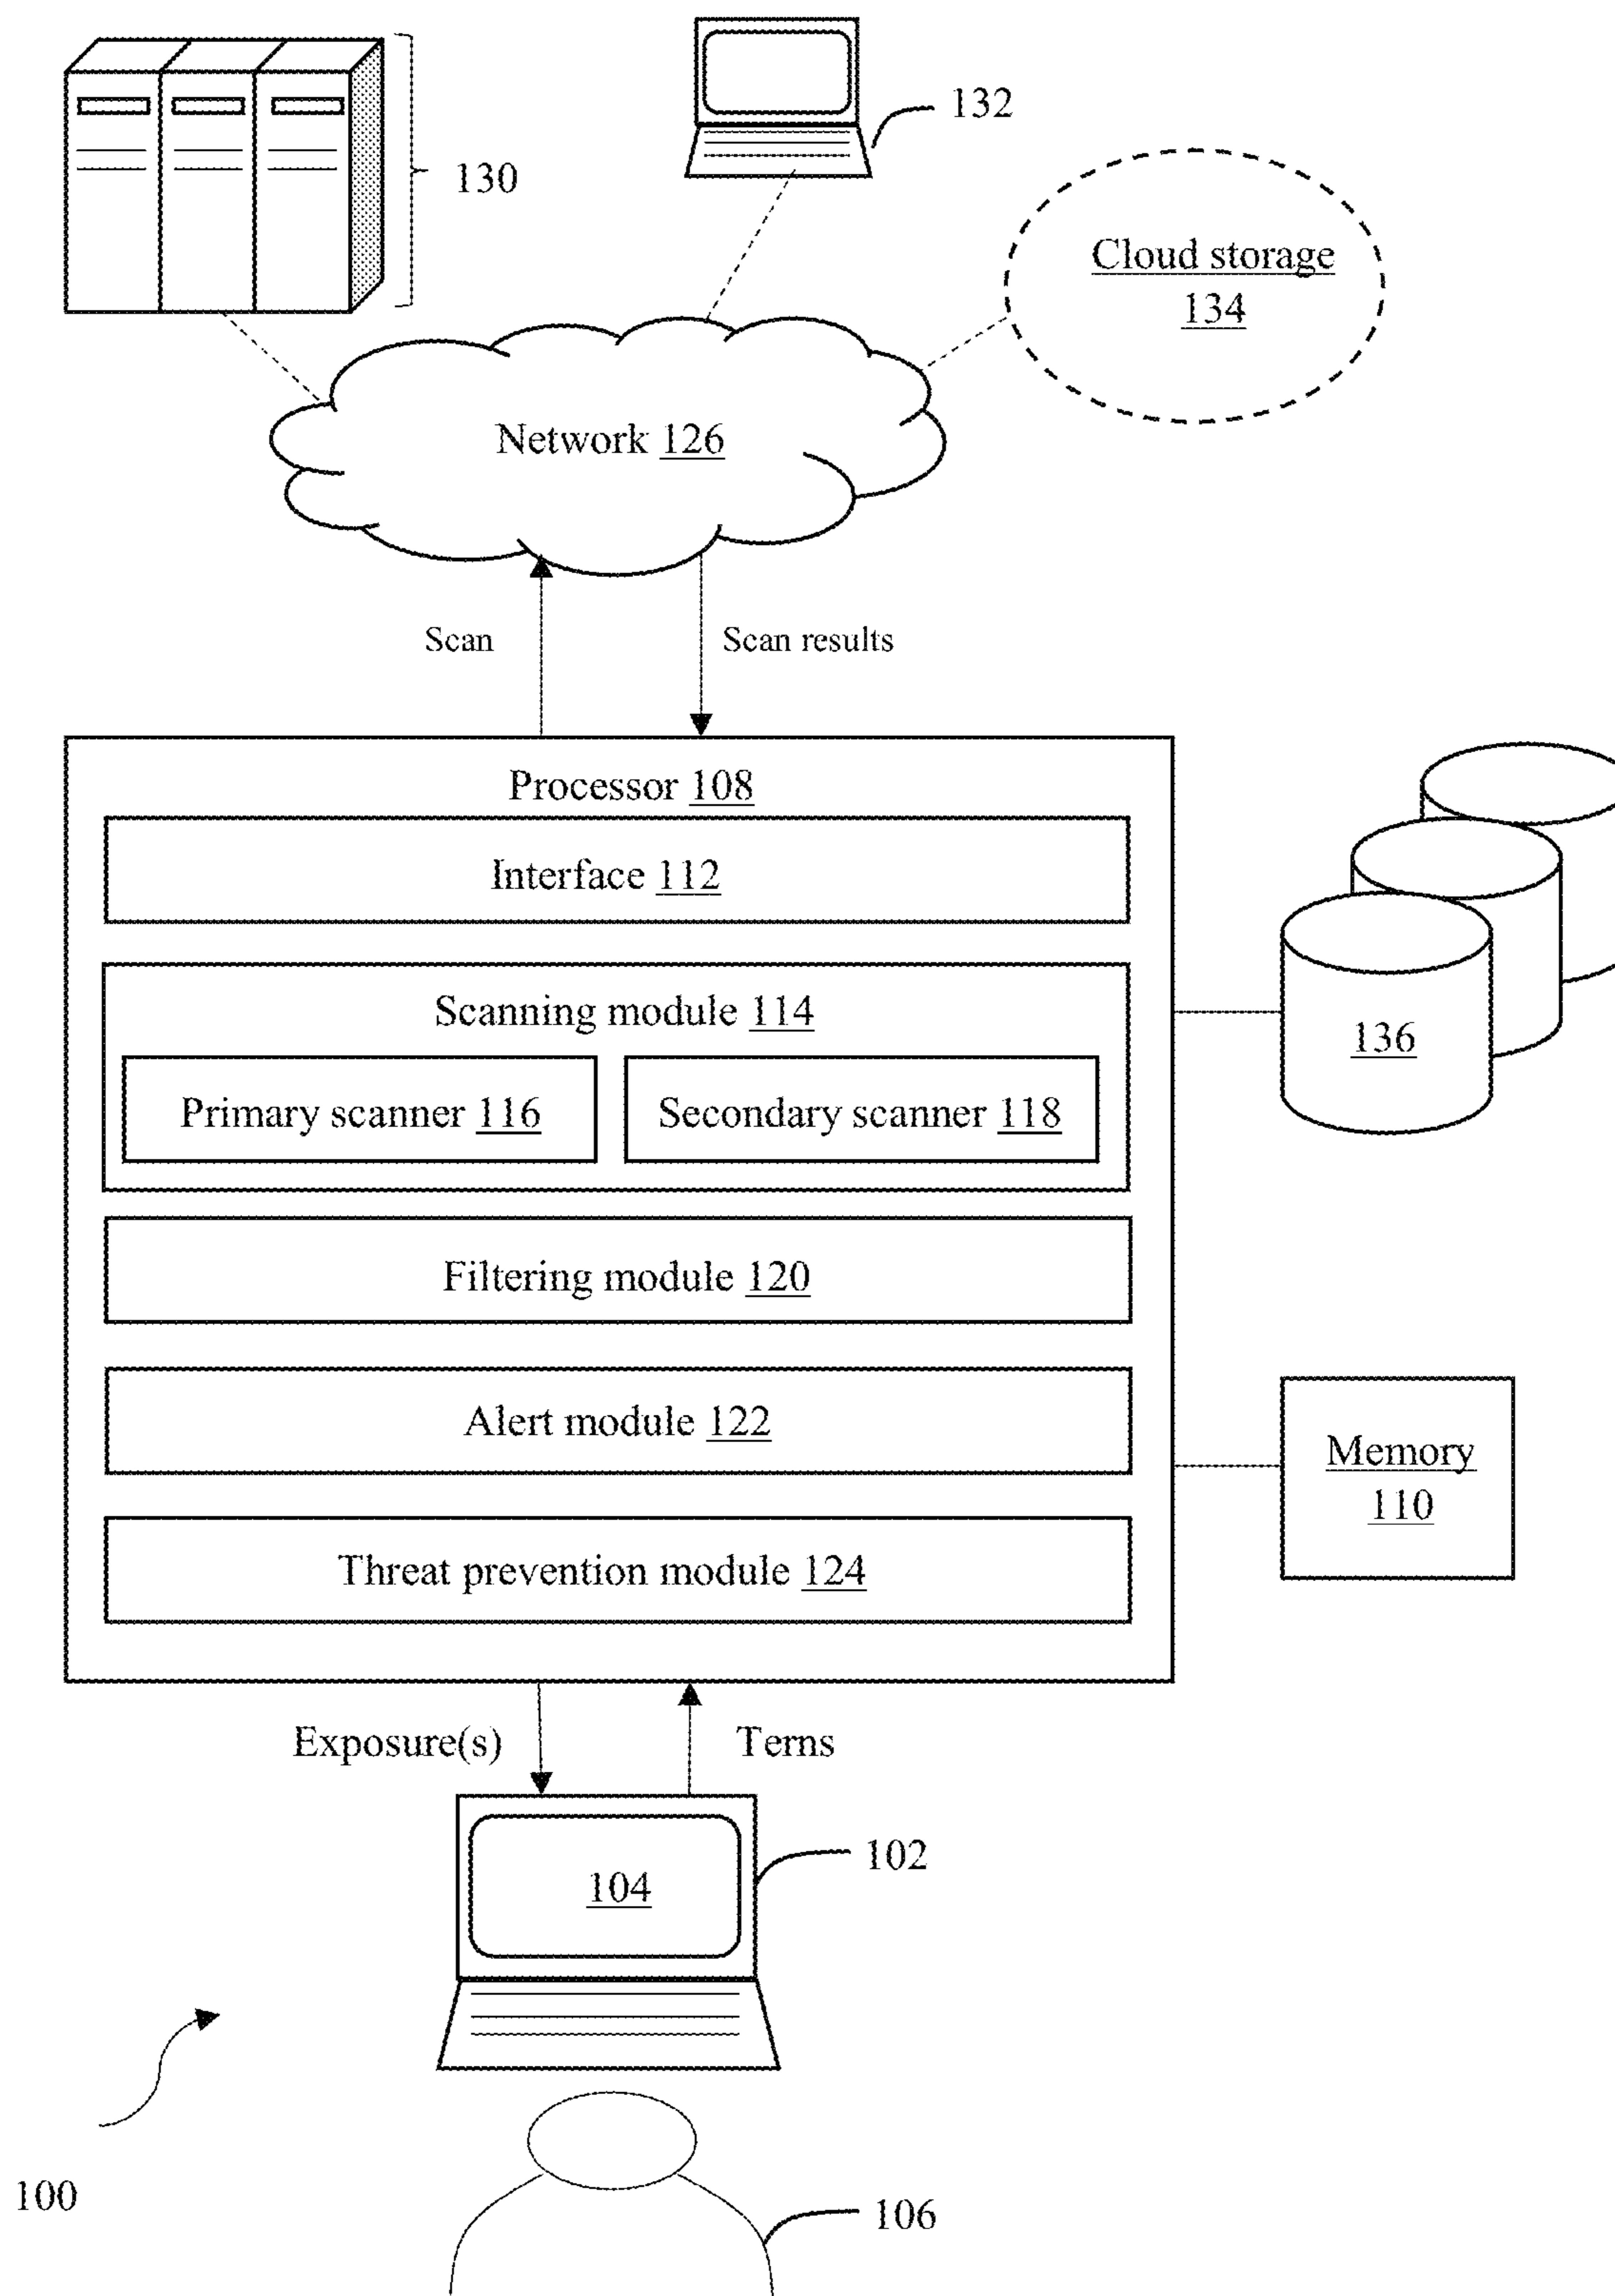 132
130
Cloud storage
134
Network 126
Scan
Scan results
Processor 108
Interface 112
Scanning module 114
Primary scanner 116
Secondary scanner 118
136
Filtering module 120
Alert module 122
Memory
110
Threat prevention module 124
Exposure(s)
Terns
102
104
100
106